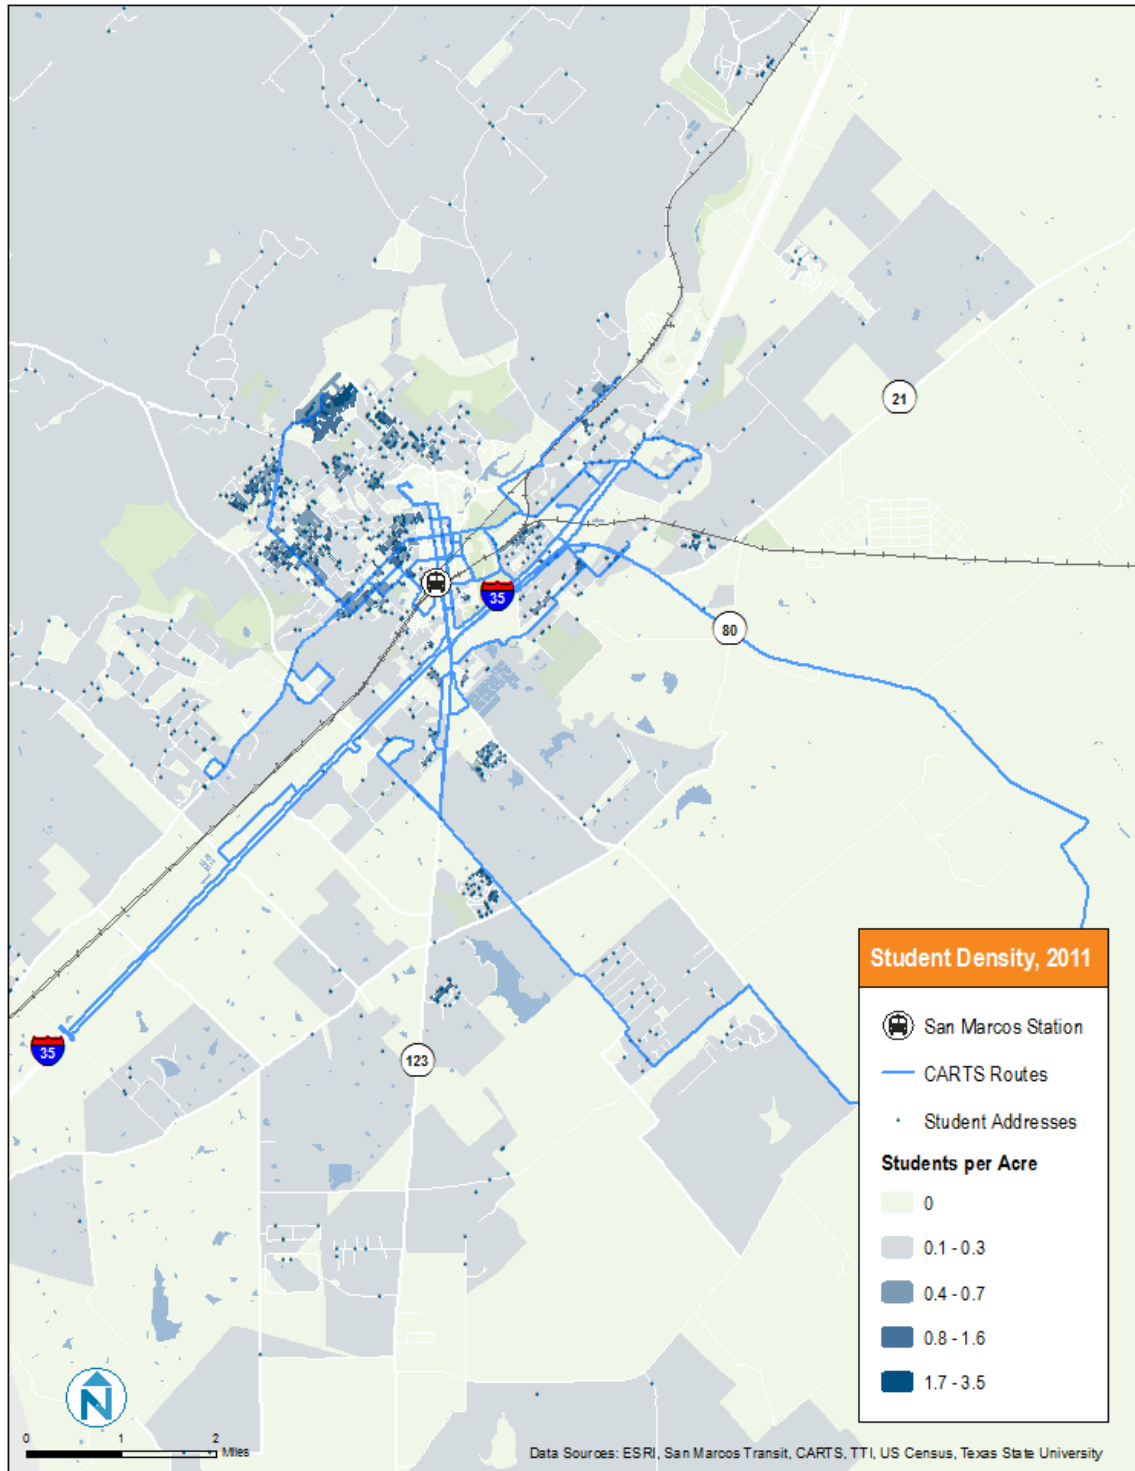 21
35
80
Student Density, 2011
San Marcos Station
CARTS Routes
Student Addresses
Students per Acre
0
0.1 - 0.3
0.4 - 0.7
0.8 - 1.6
1.7 - 3.5
35
123
N
0 1 2
Miles
Data Sources: ESRI, San Marcos Transit, CARTS, TTI, US Census, Texas State University